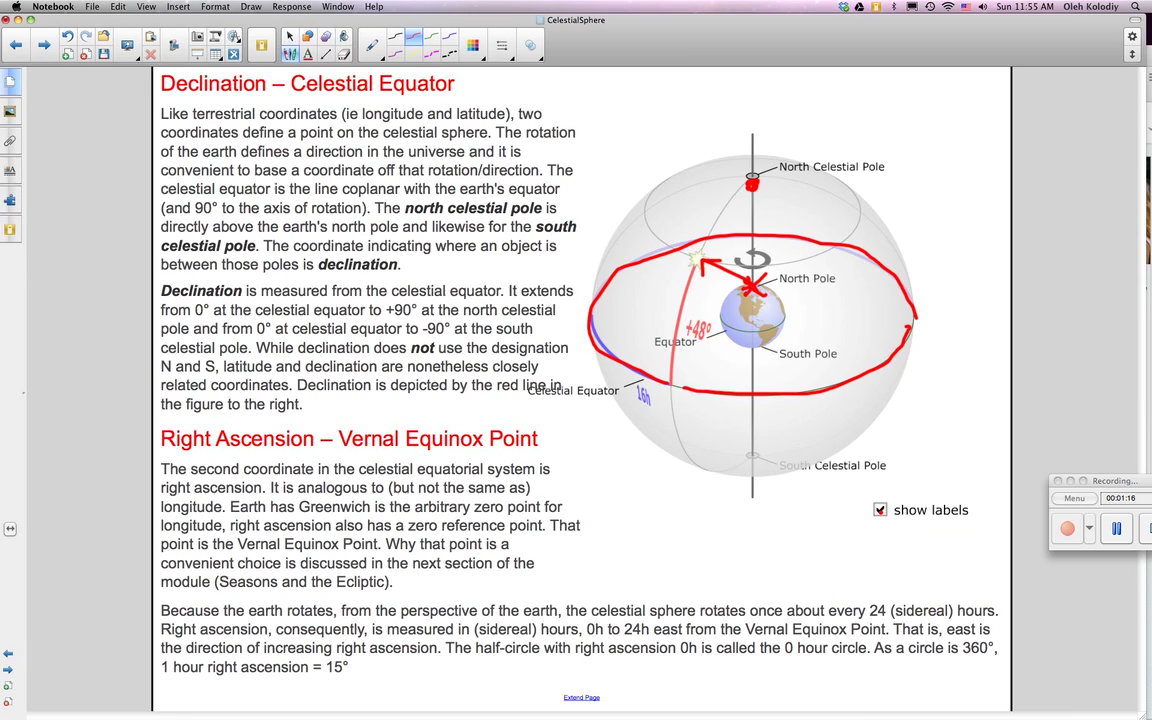 Notebook File Edit View Insert Format Draw Response Window Help Sun 11:55 AM Oleh Kolodiy
CelestialSphere
Declination – Celestial Equator
Like terrestrial coordinates (ie longitude and latitude), two
coordinates define a point on the celestial sphere. The rotation
of the earth defines a direction in the universe and it is
convenient to base a coordinate off that rotation/direction. The
celestial equator is the line coplanar with the earth's equator
(and 90° to the axis of rotation). The north celestial pole is
directly above the earth's north pole and likewise for the south
celestial pole. The coordinate indicating where an object is
between those poles is declination.
Declination is measured from the celestial equator. It extends
from 0° at the celestial equator to +90° at the north celestial
pole and from 0° at celestial equator to -90° at the south
celestial pole. While declination does not use the designation
N and S, latitude and declination are nonetheless closely
related coordinates. Declination is depicted by the red line in
the figure to the right.
North Celestial Pole
North Pole
+48°
Equator
South Pole
Celestial Equator
16h
South Celestial Pole
show labels
Right Ascension – Vernal Equinox Point
The second coordinate in the celestial equatorial system is
right ascension. It is analogous to (but not the same as)
longitude. Earth has Greenwich is the arbitrary zero point for
longitude, right ascension also has a zero reference point. That
point is the Vernal Equinox Point. Why that point is a
convenient choice is discussed in the next section of the
module (Seasons and the Ecliptic).
Because the earth rotates, from the perspective of the earth, the celestial sphere rotates once about every 24 (sidereal) hours.
Right ascension, consequently, is measured in (sidereal) hours, 0h to 24h east from the Vernal Equinox Point. That is, east is
the direction of increasing right ascension. The half-circle with right ascension 0h is called the 0 hour circle. As a circle is 360°,
1 hour right ascension = 15°
Extend Page
Recording...
Menu 00:01:16